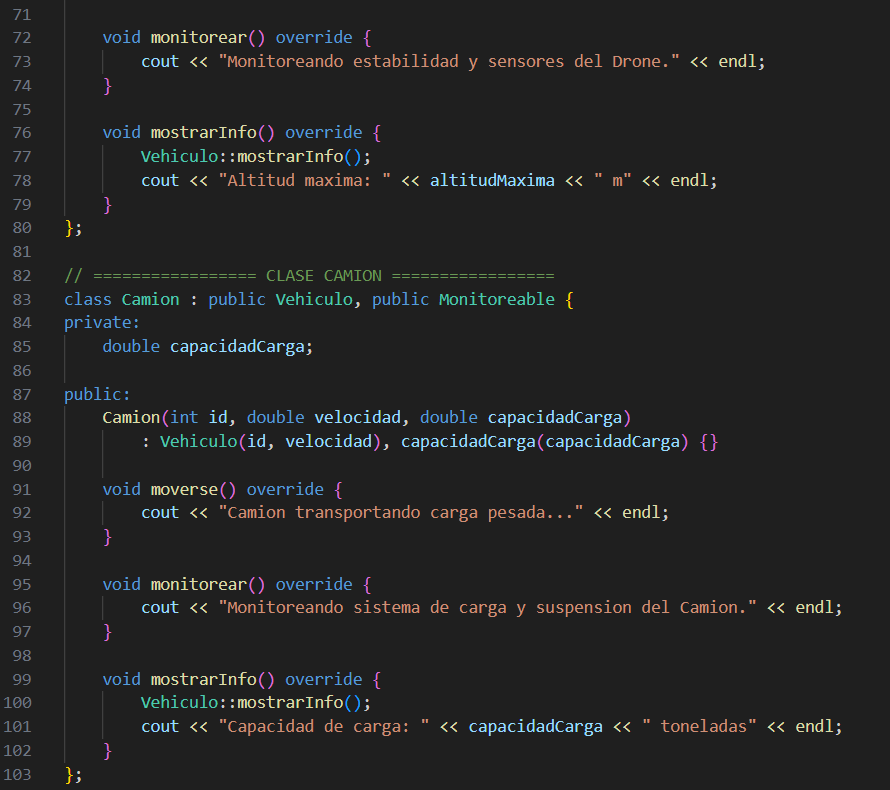 71
72     void monitorear() override {
73         cout << "Monitoreando estabilidad y sensores del Drone." << endl;
74     }
75
76     void mostrarInfo() override {
77         Vehiculo::mostrarInfo();
78         cout << "Altitud maxima: " << altitudMaxima << " m" << endl;
79     }
80 };
81
82 // ================= CLASE CAMION =================
83 class Camion : public Vehiculo, public Monitoreable {
84 private:
85     double capacidadCarga;
86
87 public:
88     Camion(int id, double velocidad, double capacidadCarga)
89         : Vehiculo(id, velocidad), capacidadCarga(capacidadCarga) {}
90
91     void moverse() override {
92         cout << "Camion transportando carga pesada..." << endl;
93     }
94
95     void monitorear() override {
96         cout << "Monitoreando sistema de carga y suspension del Camion." << endl;
97     }
98
99     void mostrarInfo() override {
100         Vehiculo::mostrarInfo();
101         cout << "Capacidad de carga: " << capacidadCarga << " toneladas" << endl;
102     }
103 };